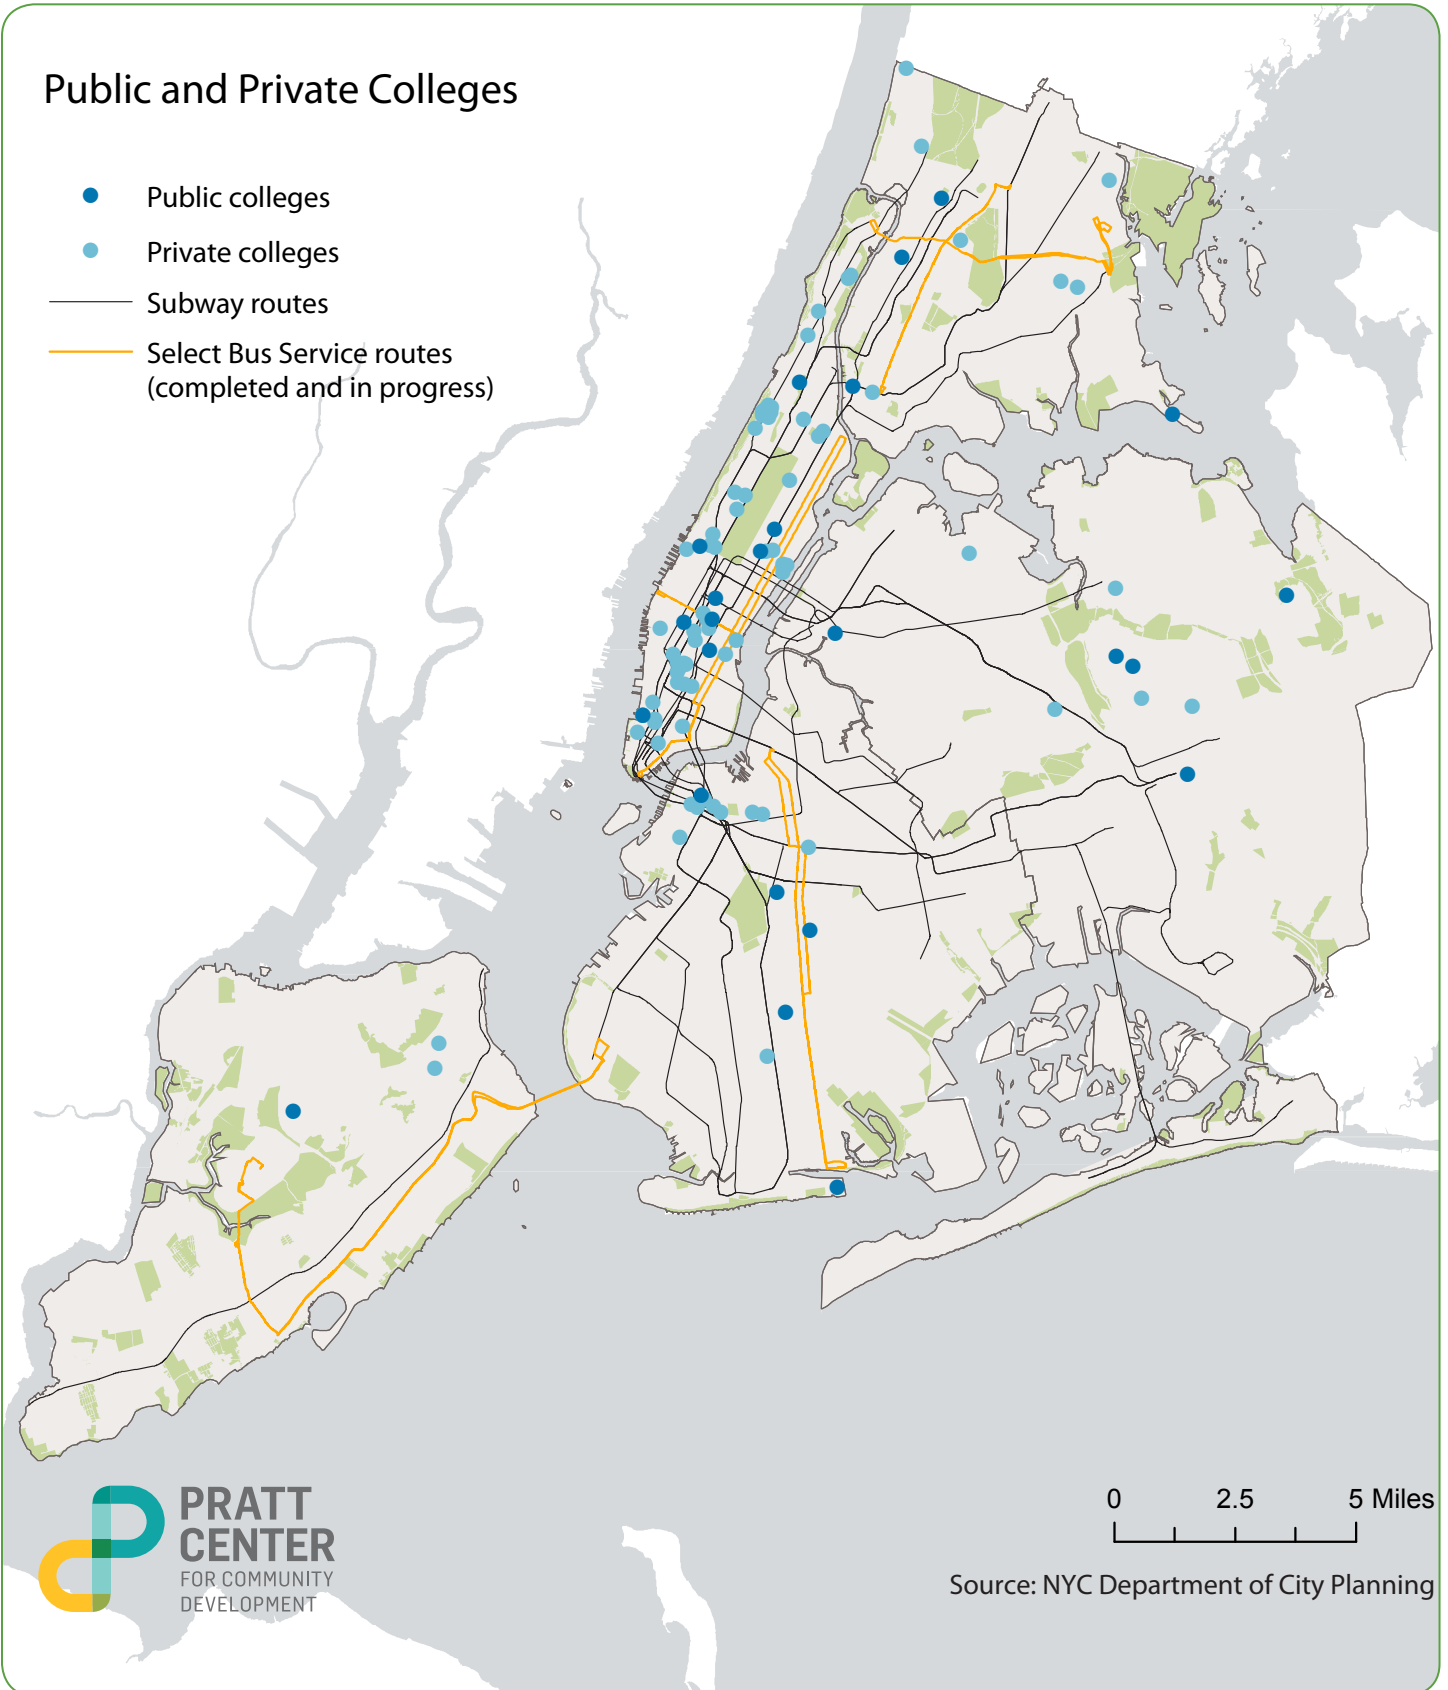 Public and Private Colleges
Public colleges
Private colleges
Subway routes
Select Bus Service routes
(completed and in progress)
0 2.5 5 Miles
Source: NYC Department of City Planning
PRATT
CENTER
FOR COMMUNITY
DEVELOPMENT